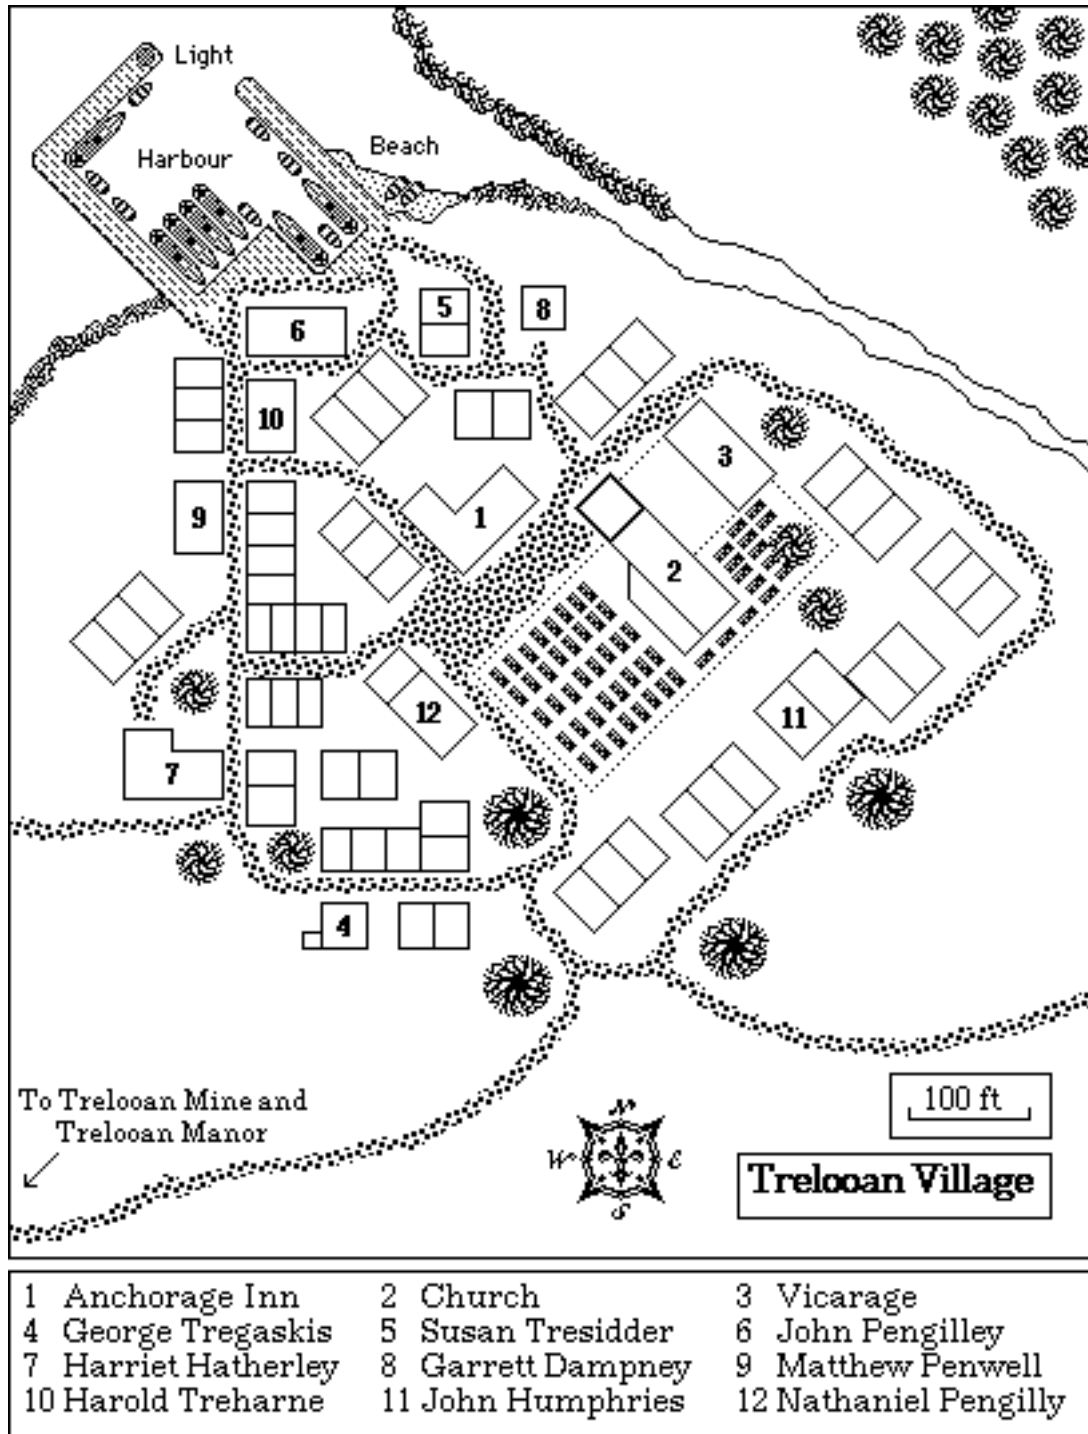 Light
Beach
Harbour
5
8
6
10
3
1
9
2
12
11
7
4
To Trelooan Mine and
Trelooan Manor
100 ft
N
W E
S
Trelooan Village
1 Anchorage Inn 2 Church 3 Vicarage
4 George Tregaskis 5 Susan Tresidder 6 John Pengilley
7 Harriet Hatherley 8 Garrett Dampney 9 Matthew Penwell
10 Harold Treharne 11 John Humphries 12 Nathaniel Pengilly